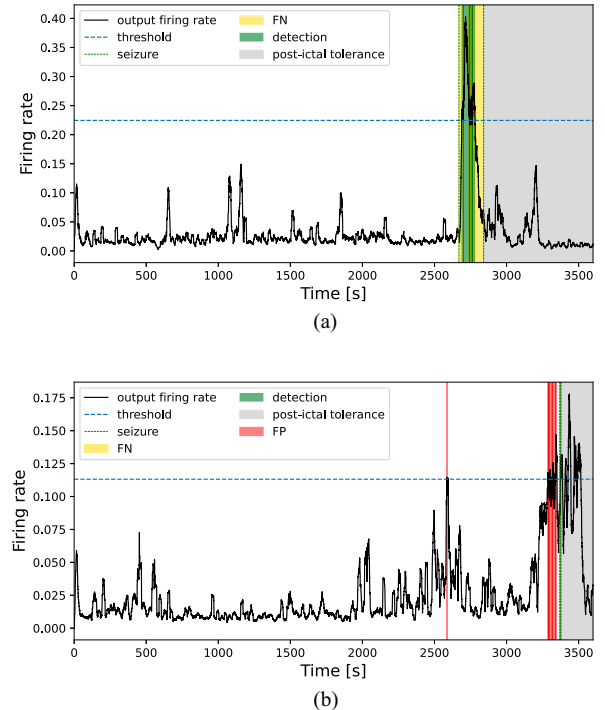 output firing rate
threshold
seizure
FN
detection
post-ictal tolerance
Firing rate
0.40
0.35
0.30
0.25
0.20
0.15
0.10
0.05
0.00
0 500 1000 1500 2000 2500 3000 3500
Time [s]
(a)
output firing rate
threshold
seizure
FN
detection
post-ictal tolerance
FP
Firing rate
0.175
0.150
0.125
0.100
0.075
0.050
0.025
0.000
0 500 1000 1500 2000 2500 3000 3500
Time [s]
(b)